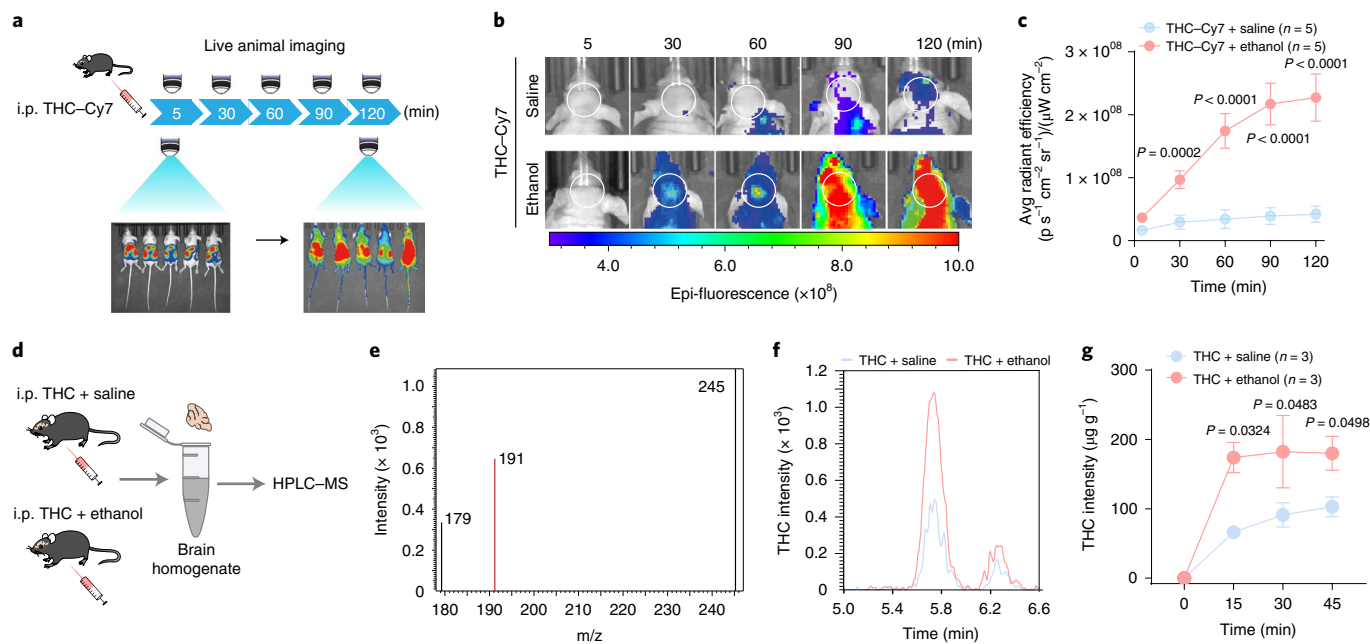 a
Live animal imaging
i.p. THC–Cy7
5 30 60 90 120 (min)
b
5 30 60 90 120 (min)
THC–Cy7
Saline
Ethanol
4.0 6.0 8.0 10.0
Epi-fluorescence (×10⁸)
c
THC–Cy7 + saline (n = 5)
THC–Cy7 + ethanol (n = 5)
Avg radiant efficiency
(p s⁻¹ cm⁻² sr⁻¹)/(μW cm⁻²)
3 × 10⁰⁸
2 × 10⁰⁸
1 × 10⁰⁸
0
P = 0.0002
P < 0.0001
P < 0.0001
P < 0.0001
30 60 90 120
Time (min)
d
i.p. THC + saline
i.p. THC + ethanol
Brain
homogenate
HPLC–MS
e
Intensity (× 10³)
1.0
0.8
0.6
0.4
0.2
0
179
191
245
180 190 200 210 220 230 240
m/z
f
THC + saline THC + ethanol
THC intensity (× 10³)
1.2
1.0
0.8
0.6
0.4
0.2
0
5.0 5.4 5.8 6.2 6.6
Time (min)
g
THC + saline (n = 3)
THC + ethanol (n = 3)
THC intensity (μg g⁻¹)
300
200
100
0
P = 0.0324
P = 0.0483
P = 0.0498
0 15 30 45
Time (min)